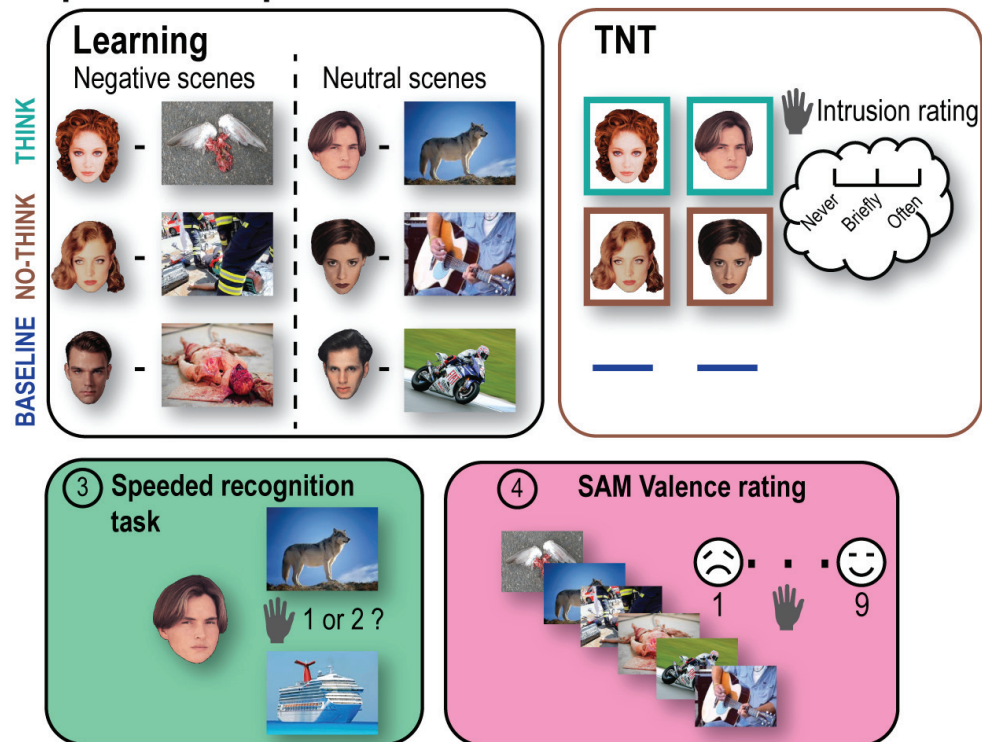 Learning
Negative scenes
Neutral scenes
THINK
NO-THINK
BASELINE
TNT
Intrusion rating
Never
Briefly
Often
3 Speeded recognition
task
1 or 2 ?
4 SAM Valence rating
1
9